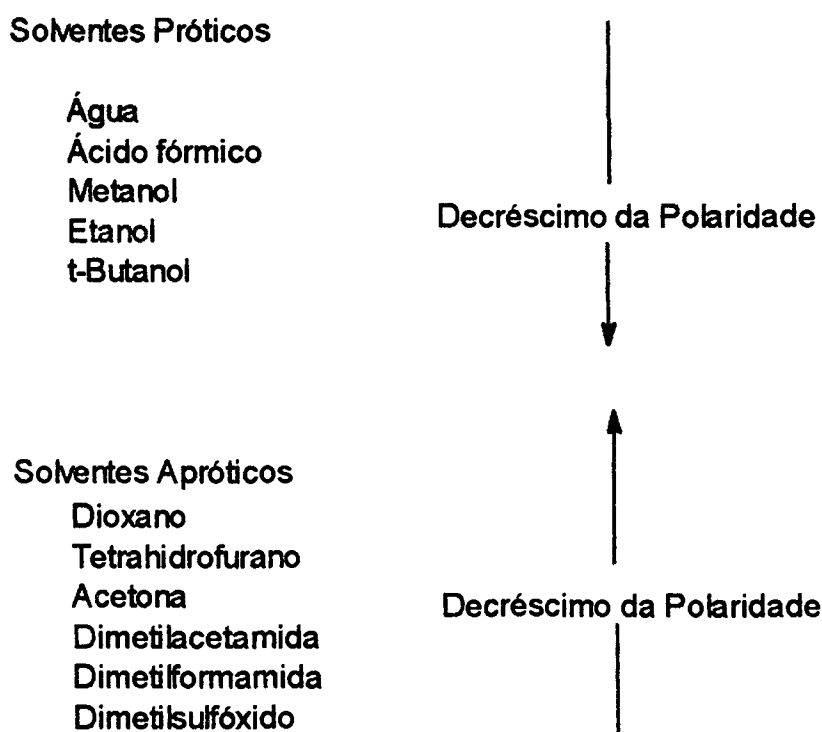 Solventes Próticos
Água
Ácido fórmico
Metanol
Etanol
t-Butanol
Decréscimo da Polaridade
Solventes Apróticos
Dioxano
Tetrahidrofurano
Acetona
Dimetilacetamida
Dimetilformamida
Dimetilsulfóxido
Decréscimo da Polaridade